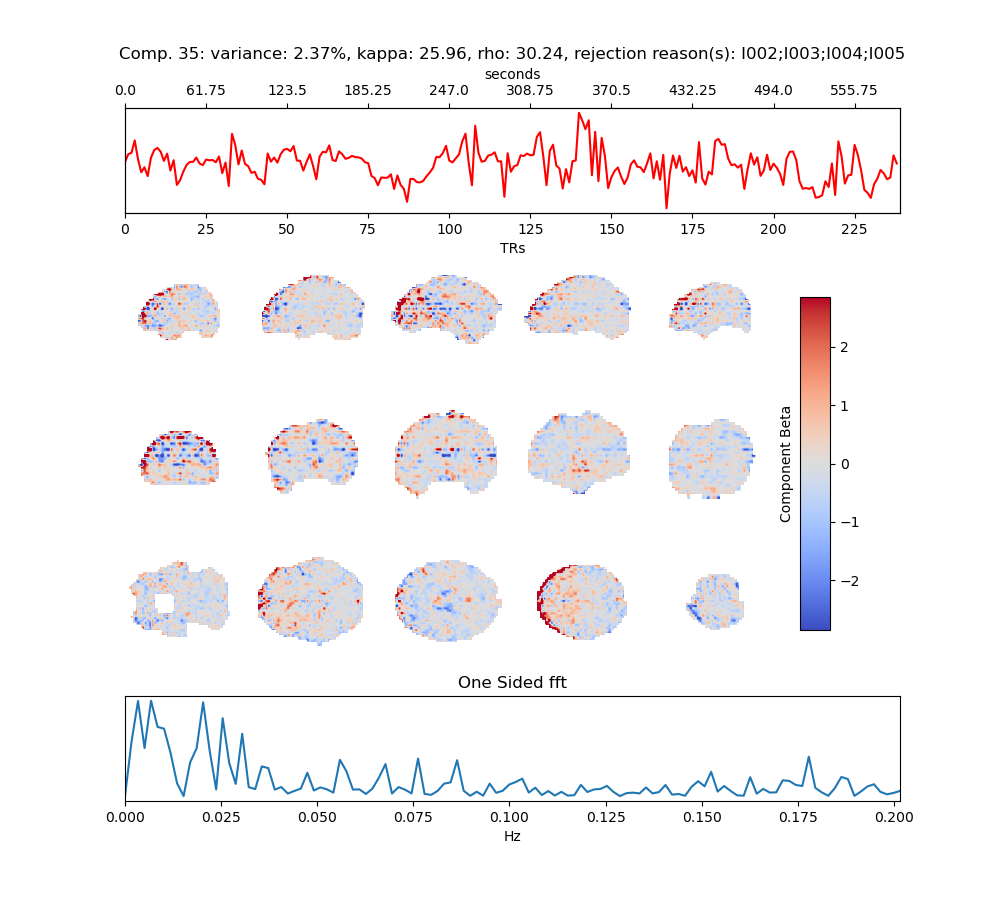 Comp. 35: variance: 2.37%, kappa: 25.96, rho: 30.24, rejection reason(s): I002;I003;I004;I005
seconds
0.0 61.75 123.5 185.25 247.0 308.75 370.5 432.25 494.0 555.75
0 25 50 75 100 125 150 175 200 225
TRs
2
1
0
−1
−2
Component Beta
One Sided fft
0.000 0.025 0.050 0.075 0.100 0.125 0.150 0.175 0.200
Hz